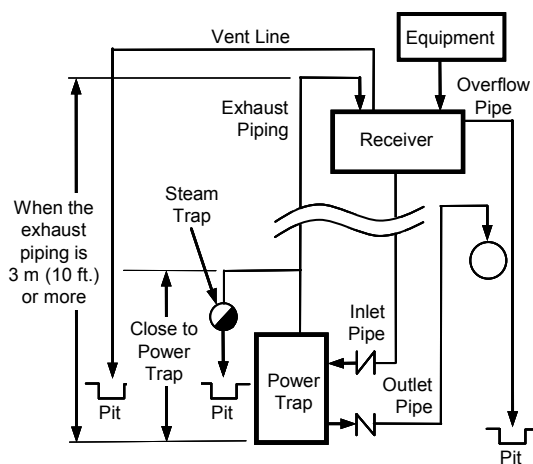 Vent Line
Equipment
Overflow
Pipe
Exhaust
Piping
Receiver
Steam
Trap
When the
exhaust
piping is
3 m (10 ft.)
or more
Close to
Power
Trap
Inlet
Pipe
Power
Trap
Outlet
Pipe
Pit
Pit
Pit